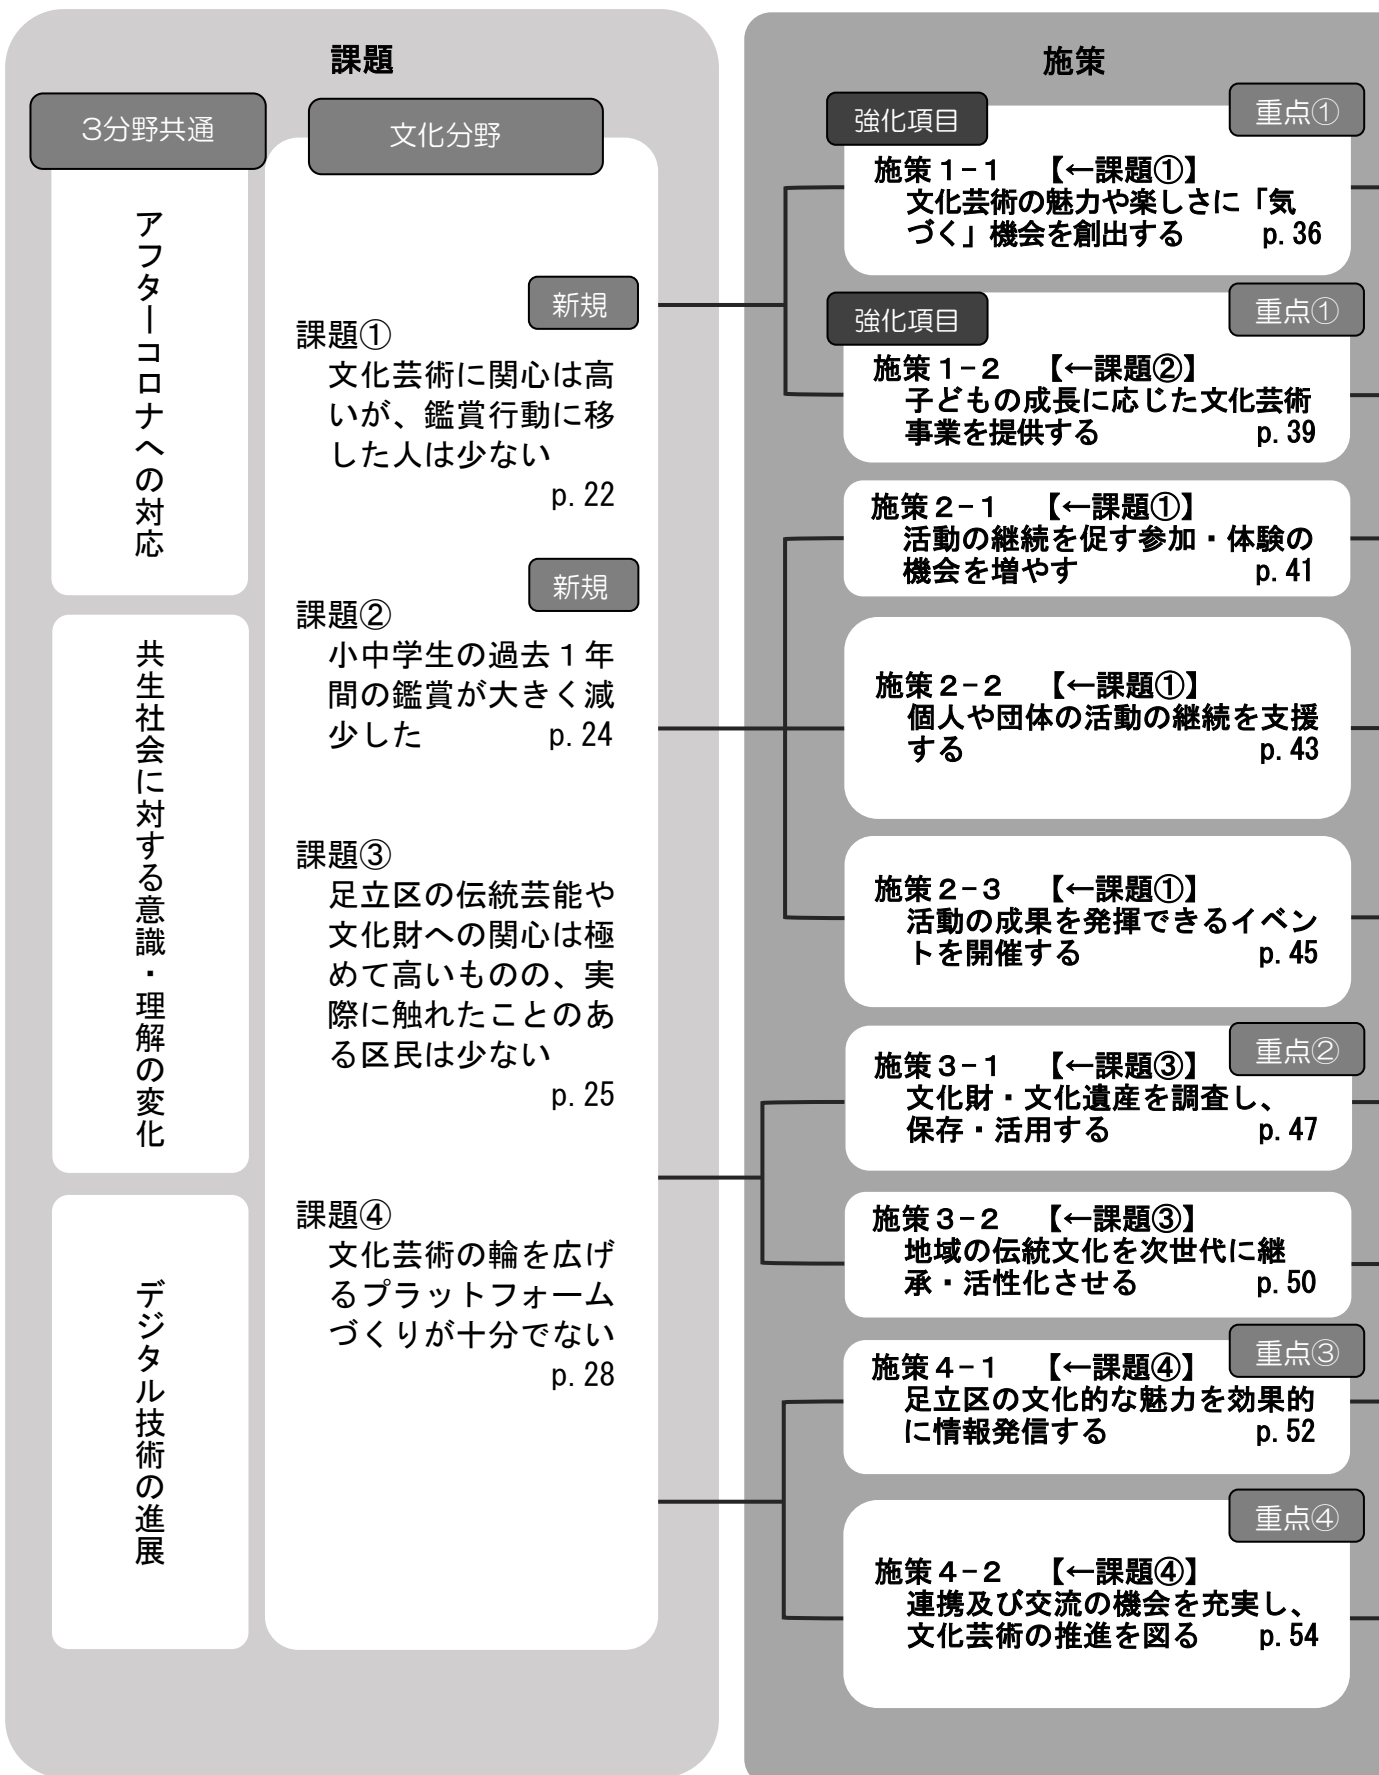 課題
3分野共通
文化分野
アフターコロナへの対応
共生社会に対する意識・理解の変化
デジタル技術の進展
新規
課題①
文化芸術に関心は高
いが、鑑賞行動に移
した人は少ない
p.22
新規
課題②
小中学生の過去１年
間の鑑賞が大きく減
少した p.24
課題③
足立区の伝統芸能や
文化財への関心は極
めて高いものの、実
際に触れたことのあ
る区民は少ない
p.25
課題④
文化芸術の輪を広げ
るプラットフォーム
づくりが十分でない
p.28
施策
強化項目
重点①
施策１-１ 【←課題①】
文化芸術の魅力や楽しさに「気
づく」機会を創出する p.36
強化項目
重点①
施策１-２ 【←課題②】
子どもの成長に応じた文化芸術
事業を提供する p.39
施策２-１ 【←課題①】
活動の継続を促す参加・体験の
機会を増やす p.41
施策２-２ 【←課題①】
個人や団体の活動の継続を支援
する p.43
施策２-３ 【←課題①】
活動の成果を発揮できるイベン
トを開催する p.45
重点②
施策３-１ 【←課題③】
文化財・文化遺産を調査し、
保存・活用する p.47
施策３-２ 【←課題③】
地域の伝統文化を次世代に継
承・活性化させる p.50
重点③
施策４-１ 【←課題④】
足立区の文化的な魅力を効果的
に情報発信する p.52
重点④
施策４-２ 【←課題④】
連携及び交流の機会を充実し、
文化芸術の推進を図る p.54